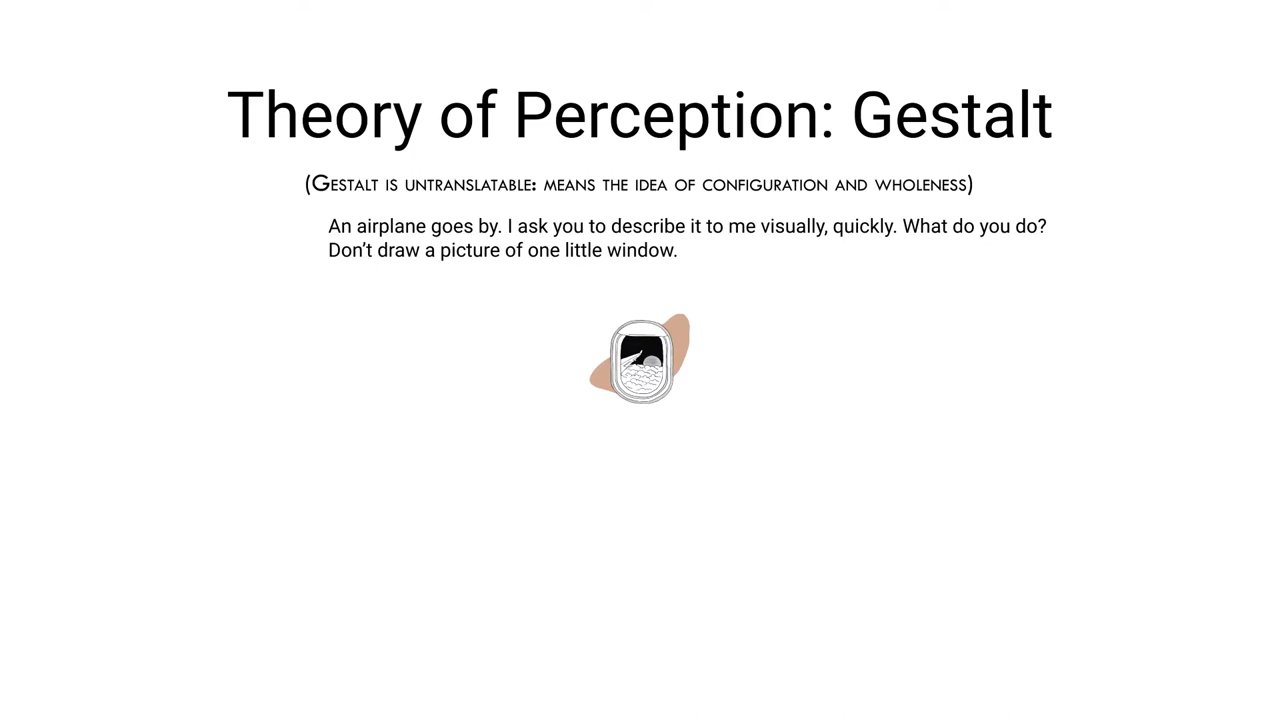 Theory of Perception: Gestalt
(Gestalt is untranslatable: means the idea of configuration and wholeness)
An airplane goes by. I ask you to describe it to me visually, quickly. What do you do?
Don’t draw a picture of one little window.